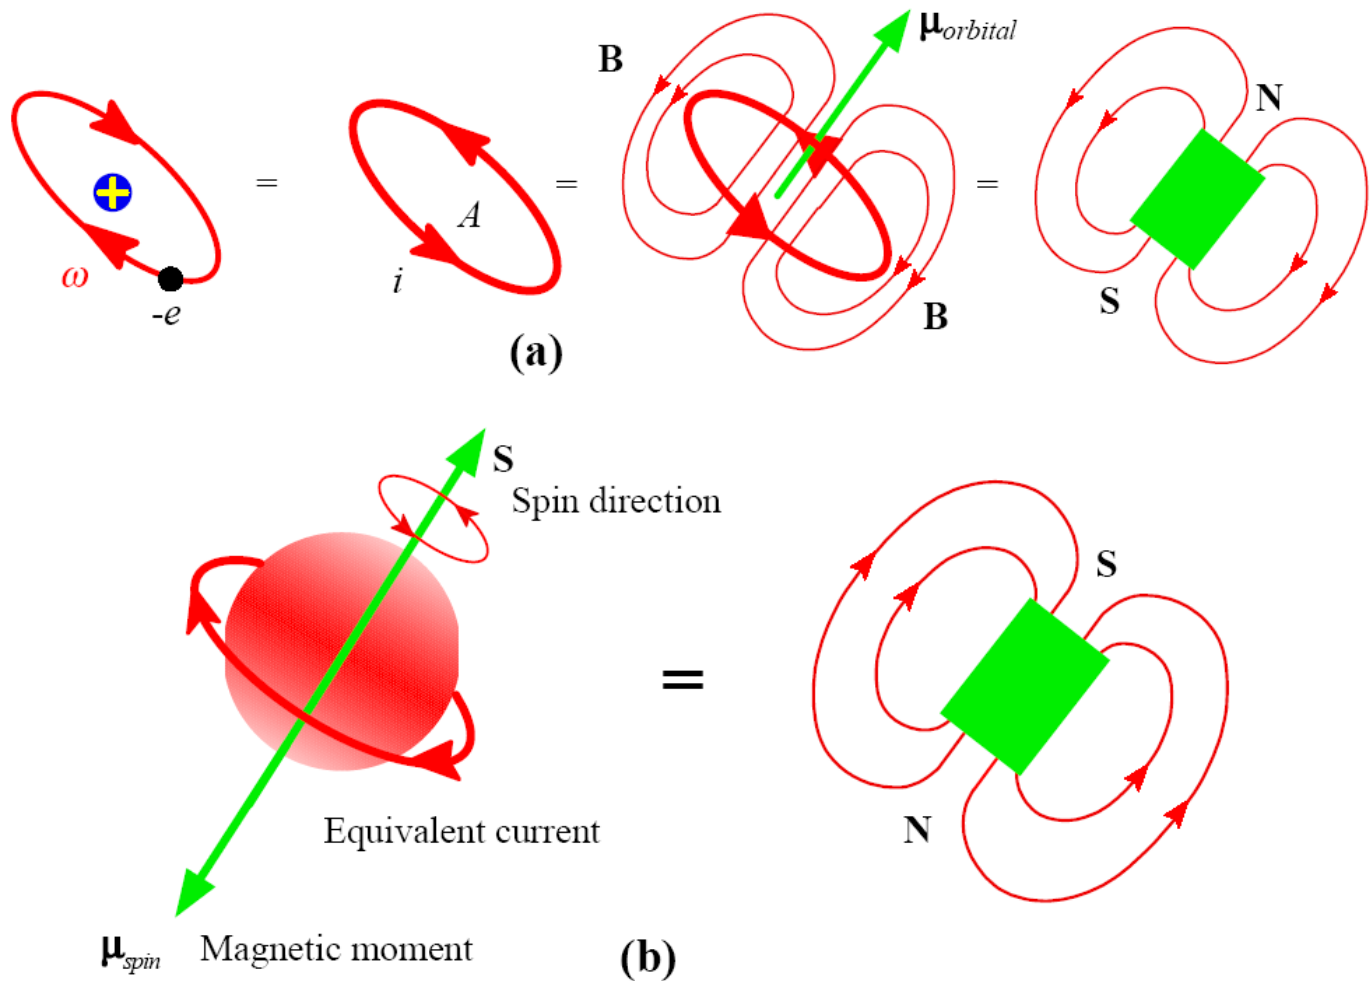 μorbital
B
N
=
A
=
=
ω
i
-e
S
B
(a)
S
Spin direction
S
=
N
Equivalent current
μspin Magnetic moment
(b)